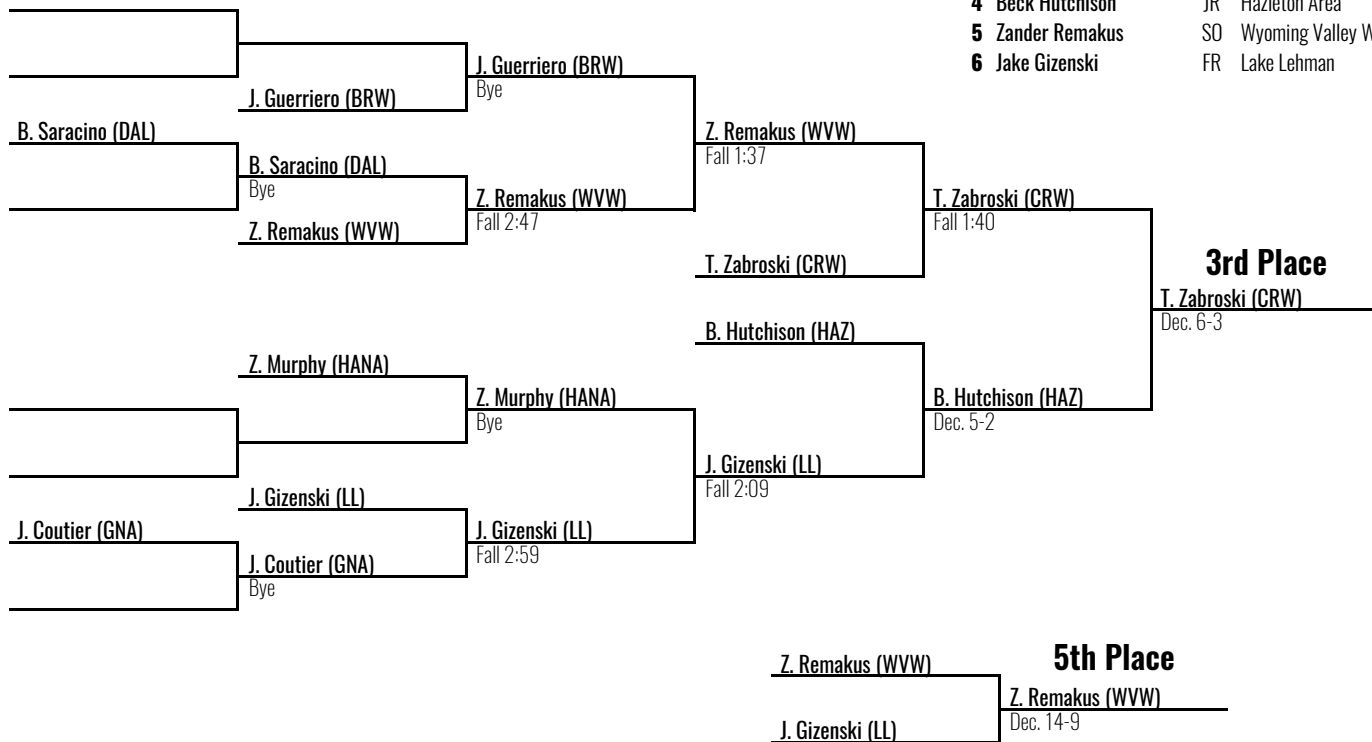 4 Beck Hutchison JR Hazleton Area
5 Zander Remakus SO Wyoming Valley W
6 Jake Gizenski FR Lake Lehman
J. Guerriero (BRW)
Bye
J. Guerriero (BRW)
B. Saracino (DAL)
Z. Remakus (WVW)
Fall 1:37
B. Saracino (DAL)
Bye
Z. Remakus (WVW)
Fall 2:47
T. Zabroski (CRW)
Fall 1:40
Z. Remakus (WVW)
T. Zabroski (CRW)
3rd Place
T. Zabroski (CRW)
Dec. 6-3
B. Hutchison (HAZ)
Z. Murphy (HANA)
Z. Murphy (HANA)
Bye
B. Hutchison (HAZ)
Dec. 5-2
J. Gizenski (LL)
Fall 2:09
J. Gizenski (LL)
J. Coutier (GNA)
J. Gizenski (LL)
Fall 2:59
J. Coutier (GNA)
Bye
5th Place
Z. Remakus (WVW)
Z. Remakus (WVW)
Dec. 14-9
J. Gizenski (LL)